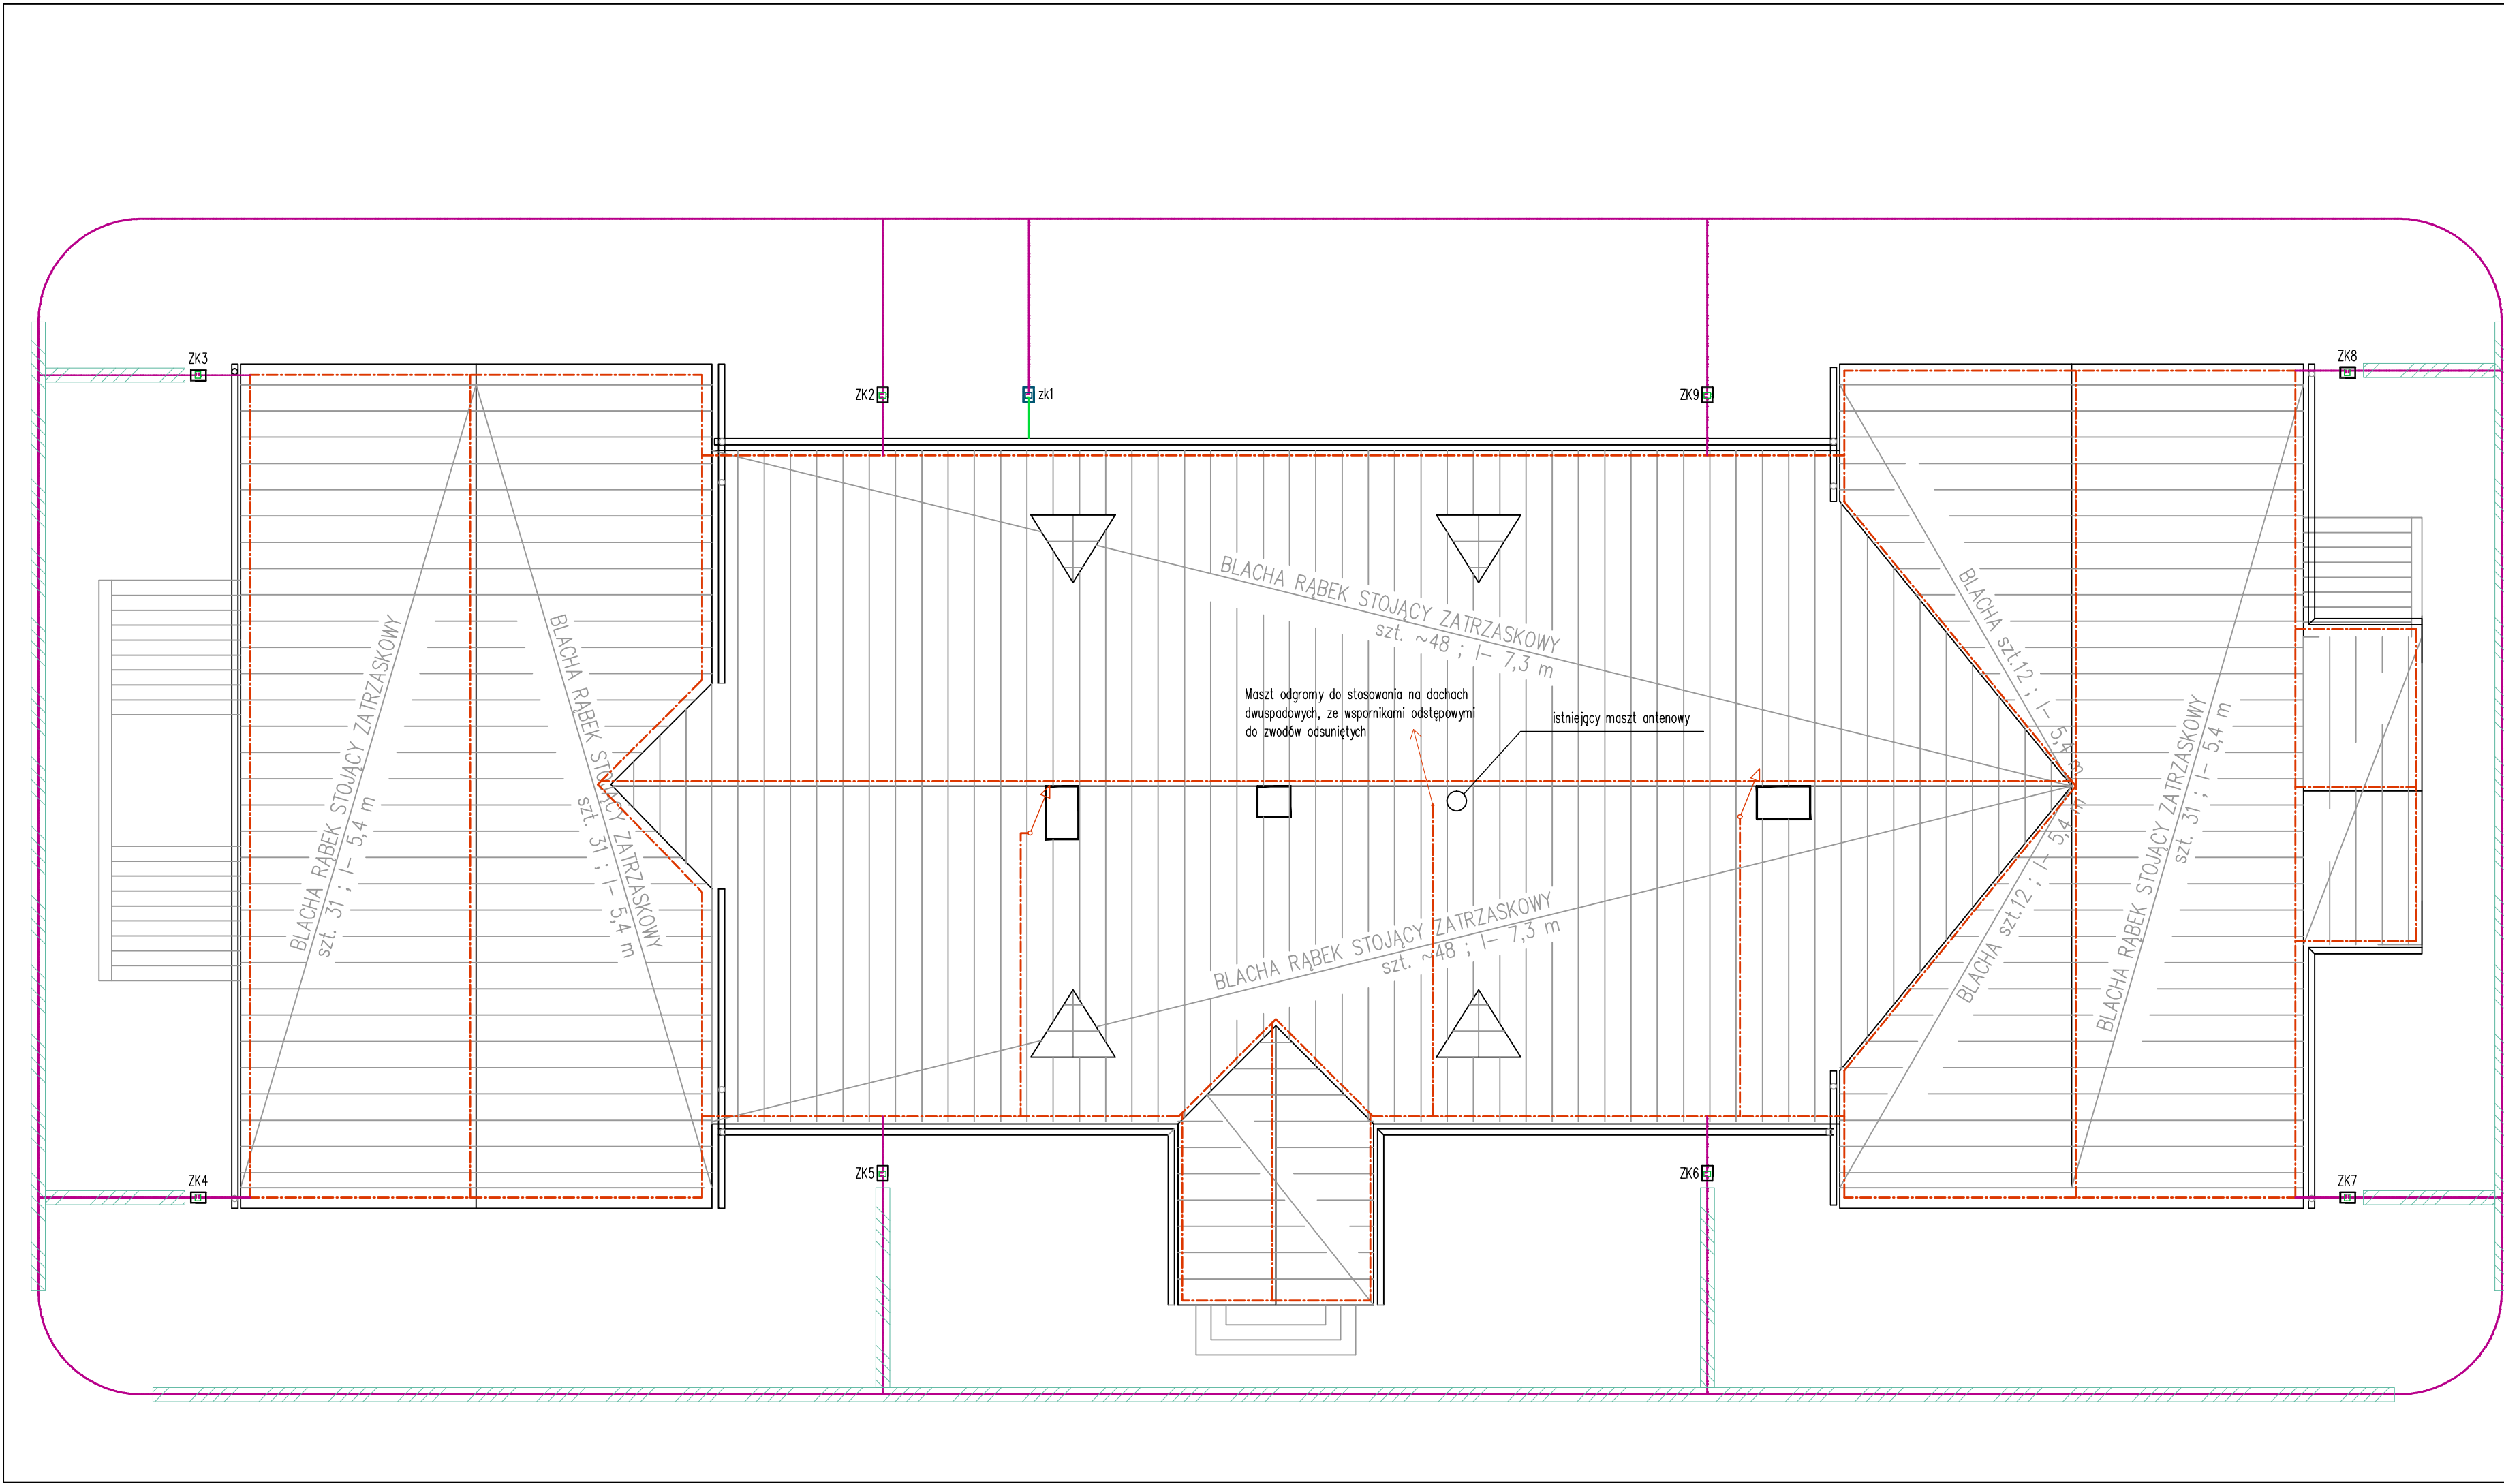 ZK3
ZK8
ZK2
zk1
ZK9
BLACHA RĄBEK STOJĄCY ZATRZASKOWY
szt. ~48 ; l- 7,3 m
BLACHA szt.12 ; l- 5,4 m
BLACHA RĄBEK STOJĄCY ZATRZASKOWY
szt. 31 ; l- 5,4 m
BLACHA RĄBEK STOJĄCY ZATRZASKOWY
szt. 31 ; l- 5,4 m
Maszt odgromy do stosowania na dachach
dwuspadowych, ze wspornikami odstępowymi
do zwodów odsuniętych
istniejący maszt antenowy
BLACHA RĄBEK STOJĄCY ZATRZASKOWY
szt. 31 ; l- 5,4 m
BLACHA RĄBEK STOJĄCY ZATRZASKOWY
szt. ~48 ; l- 7,3 m
BLACHA szt.12 ; l- 5,4 m
ZK4
ZK5
ZK6
ZK7